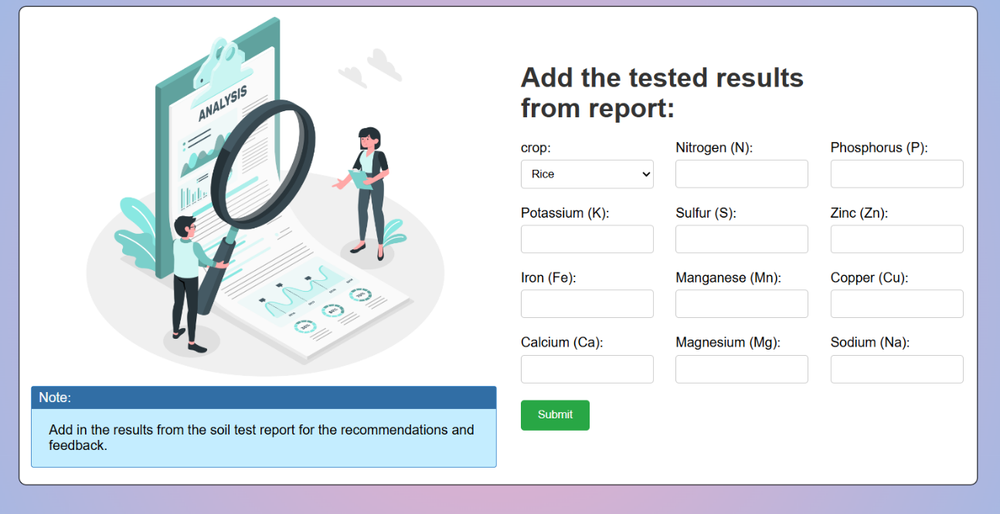 ANALYSIS
Add the tested results
from report:
crop: Nitrogen (N): Phosphorus (P):
Rice
Potassium (K): Sulfur (S): Zinc (Zn):
Iron (Fe): Manganese (Mn): Copper (Cu):
Calcium (Ca): Magnesium (Mg): Sodium (Na):
Submit
Note:
Add in the results from the soil test report for the recommendations and
feedback.